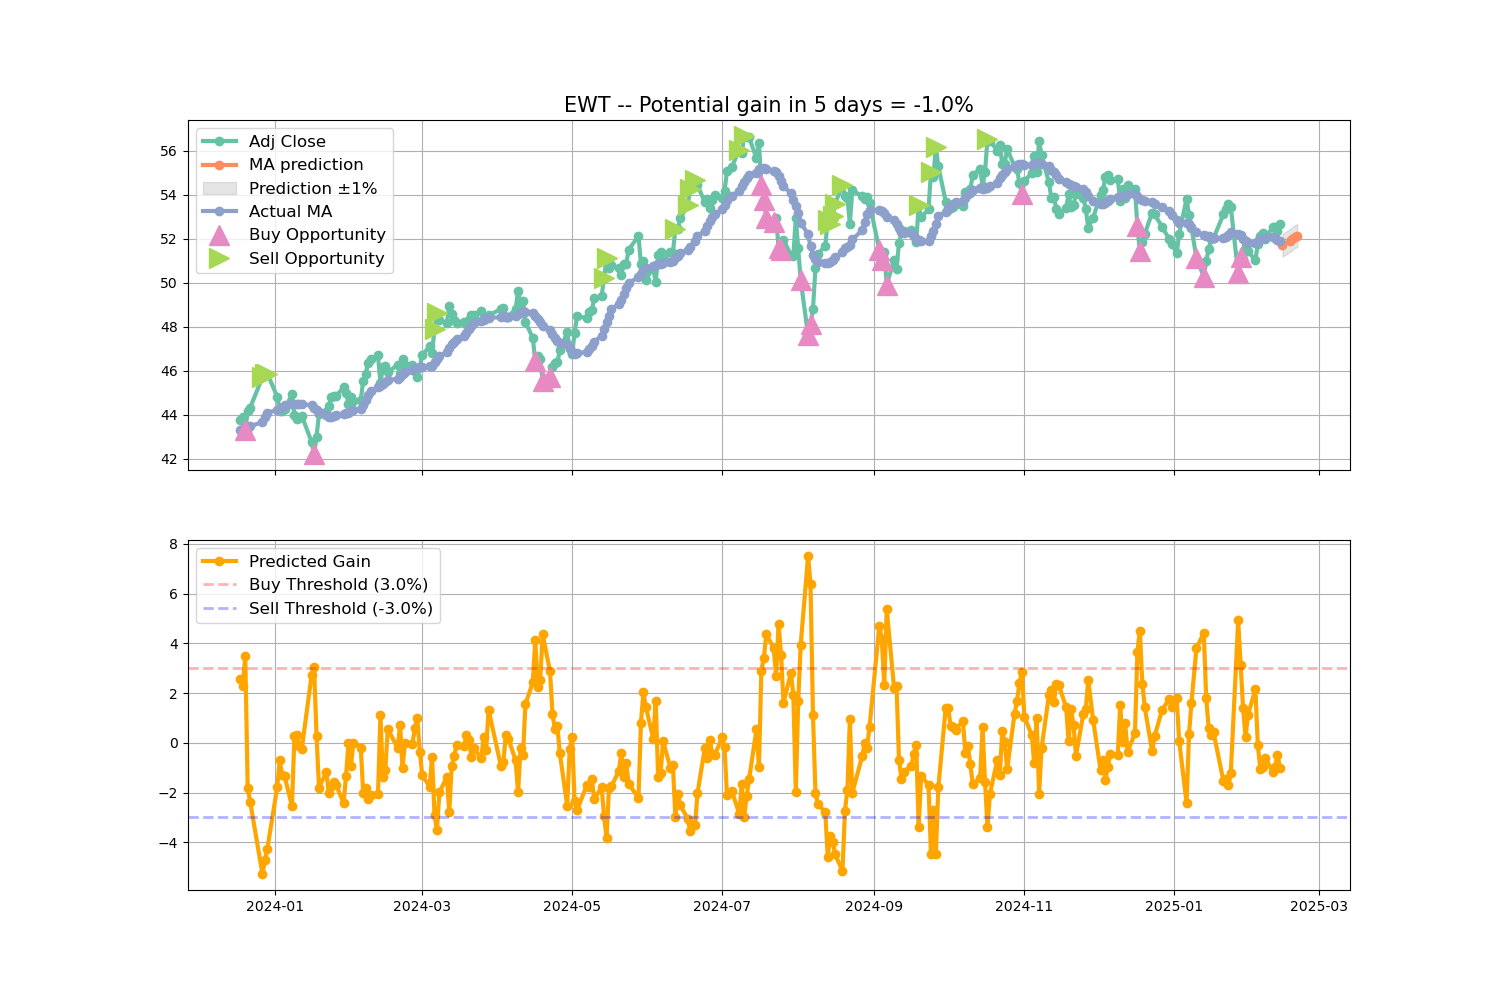 EWT -- Potential gain in 5 days = -1.0%
Adj Close
MA prediction
Prediction ±1%
Actual MA
Buy Opportunity
Sell Opportunity
56
54
52
50
48
46
44
42
Predicted Gain
Buy Threshold (3.0%)
Sell Threshold (-3.0%)
8
6
4
2
0
−2
−4
2024-01 2024-03 2024-05 2024-07 2024-09 2024-11 2025-01 2025-03